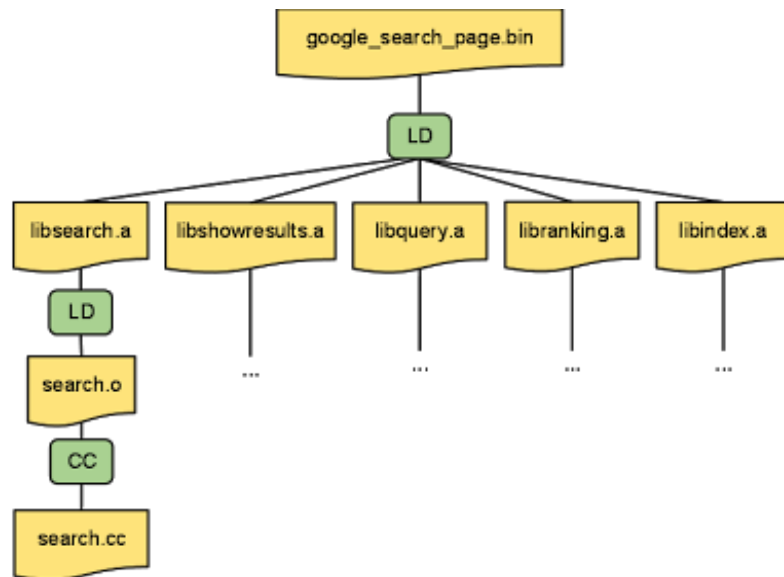 google_search_page.bin
LD
libsearch.a libshowresults.a libquery.a libranking.a libindex.a
LD
... ... ... ...
search.o
CC
search.cc